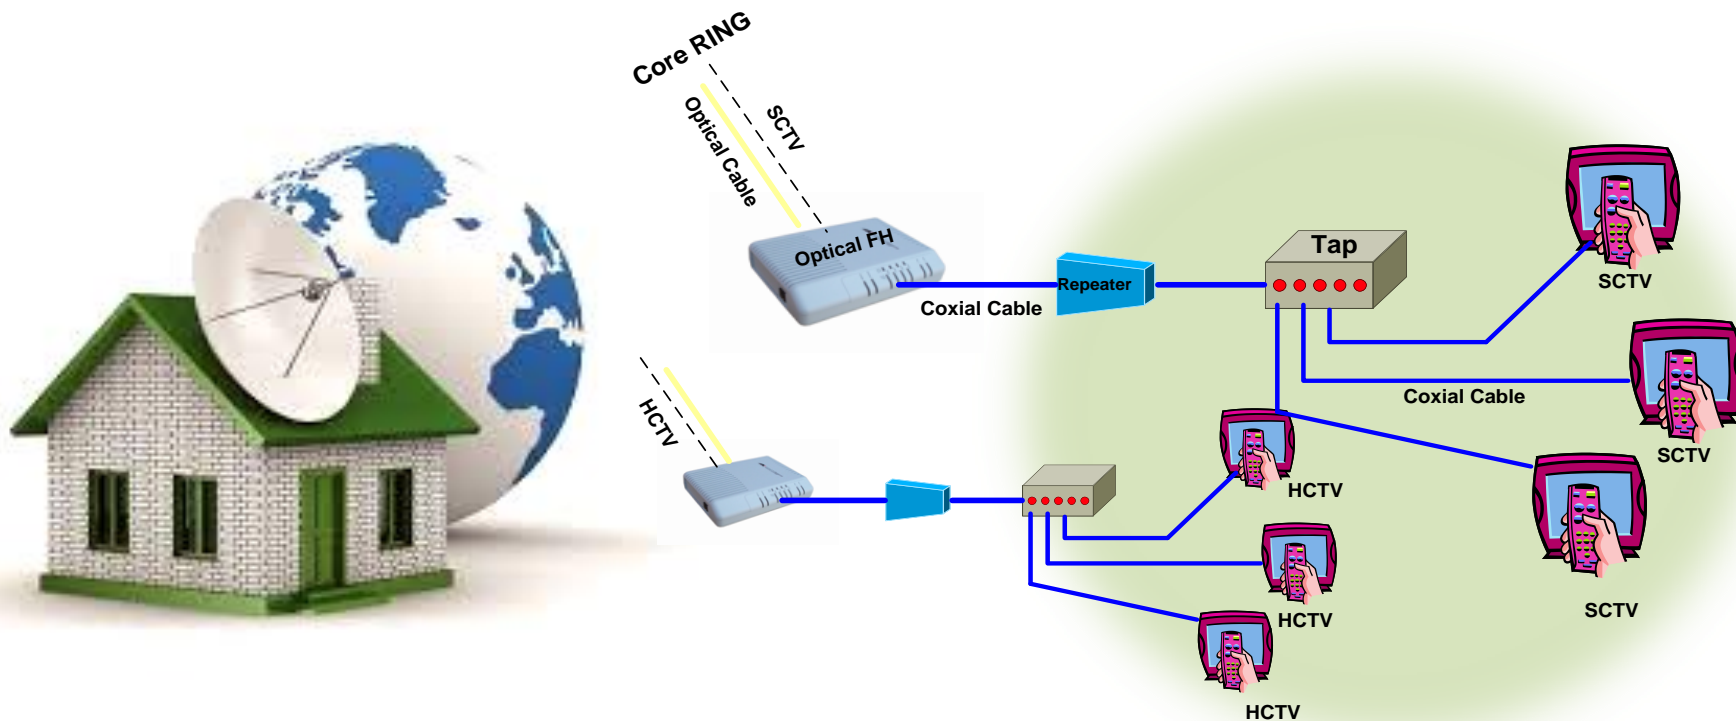 Core RING
SCTV
Optical Cable
Optical FH
Coxial Cable
Repeater
Tap
SCTV
Coxial Cable
SCTV
SCTV
HCTV
HCTV
HCTV
HCTV